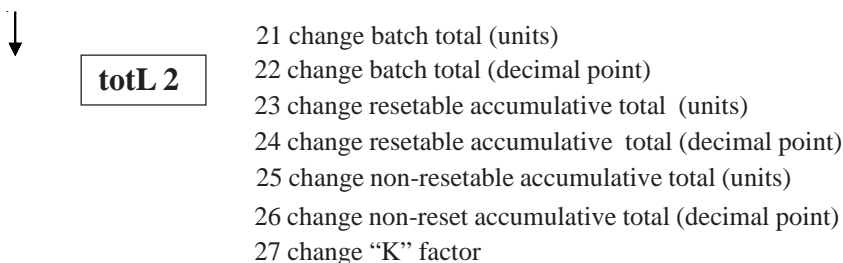 21 change batch total (units)
totL 2
22 change batch total (decimal point)
23 change resetable accumulative total (units)
24 change resetable accumulative total (decimal point)
25 change non-resetable accumulative total (units)
26 change non-reset accumulative total (decimal point)
27 change “K” factor